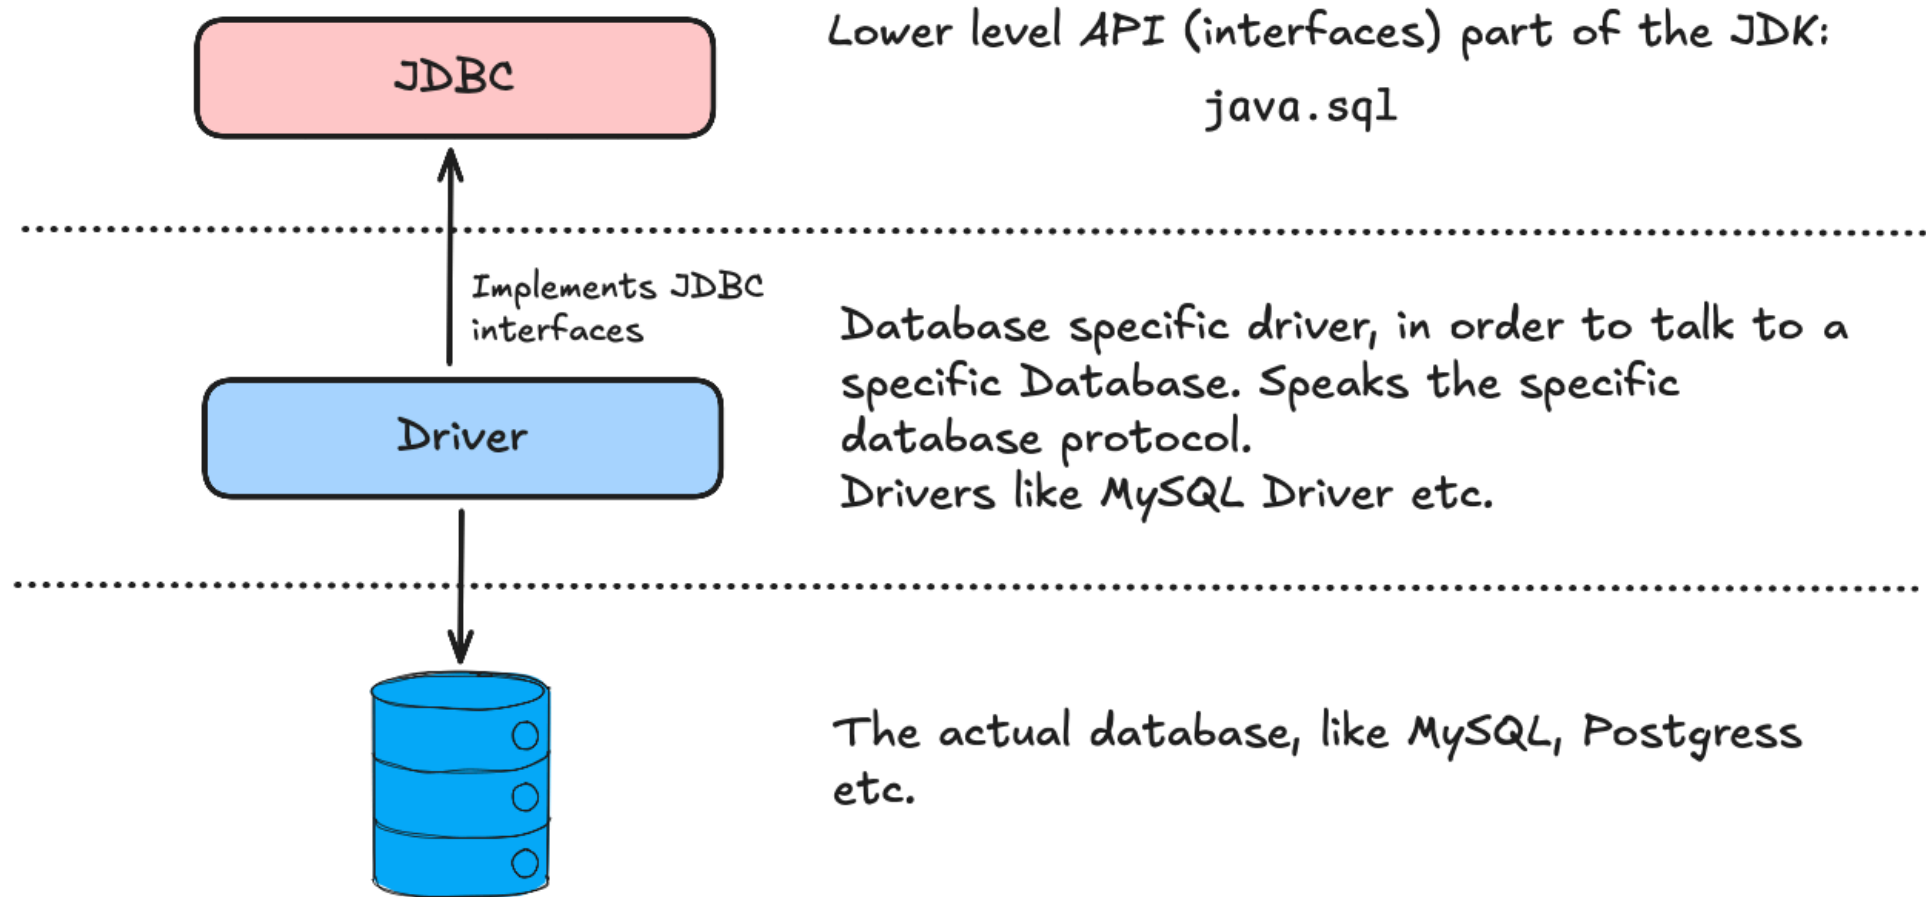 JDBC
Lower level API (interfaces) part of the JDK:
java.sql
Implements JDBC
interfaces
Driver
Database specific driver, in order to talk to a
specific Database. Speaks the specific
database protocol.
Drivers like MySQL Driver etc.
The actual database, like MySQL, Postgress
etc.